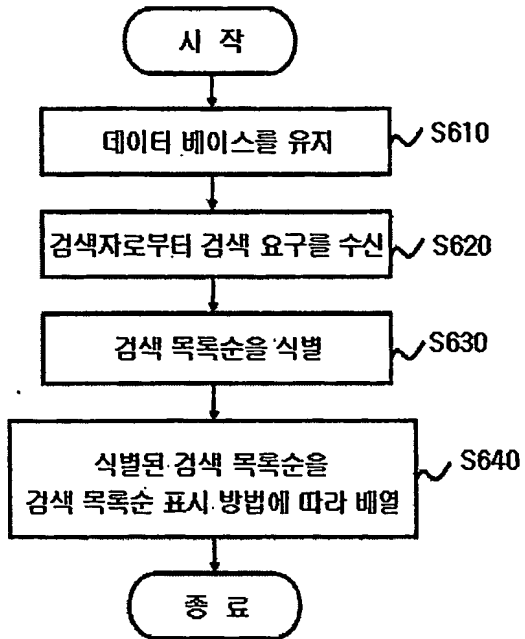 시 작
데이터 베이스를 유지
S610
검색자로부터 검색 요구를 수신
S620
검색 목록순을 식별
S630
식별된 검색 목록순을
검색 목록순 표시 방법에 따라 배열
S640
종 료